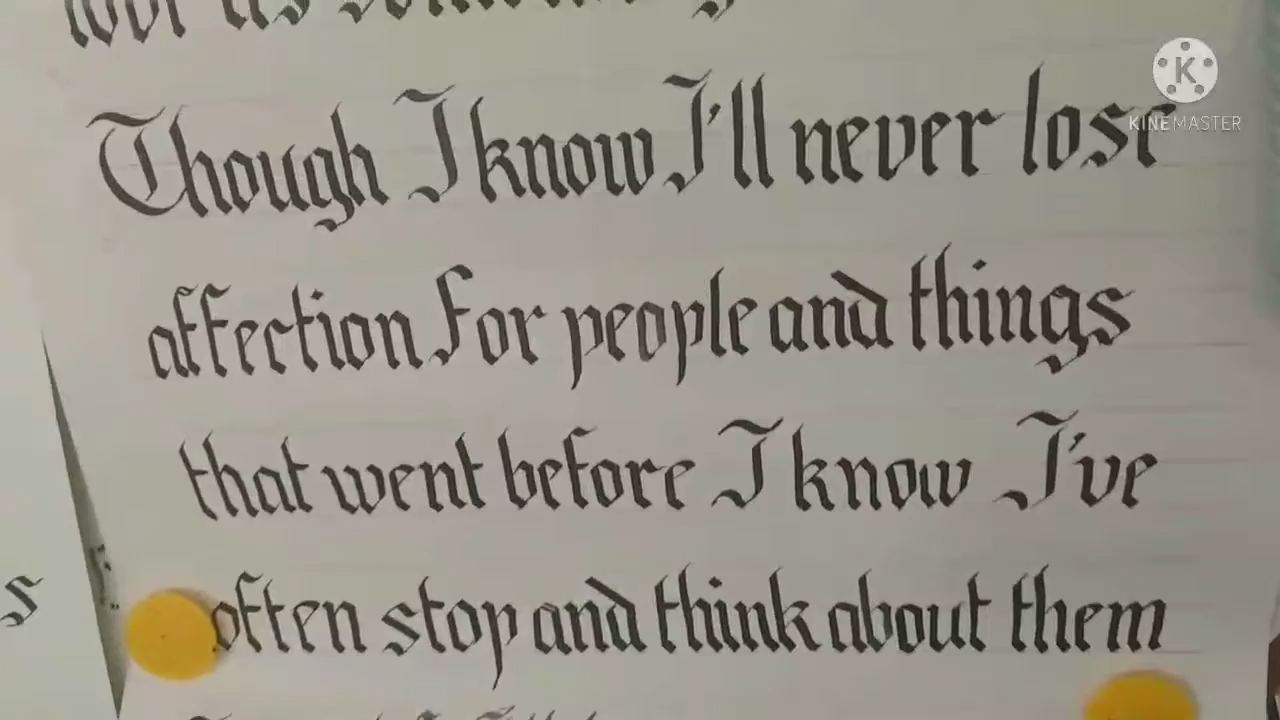 KINEMASTER
Though I know I'll never lose
affection for people and things
that went before I know I've
often stop and think about them
s